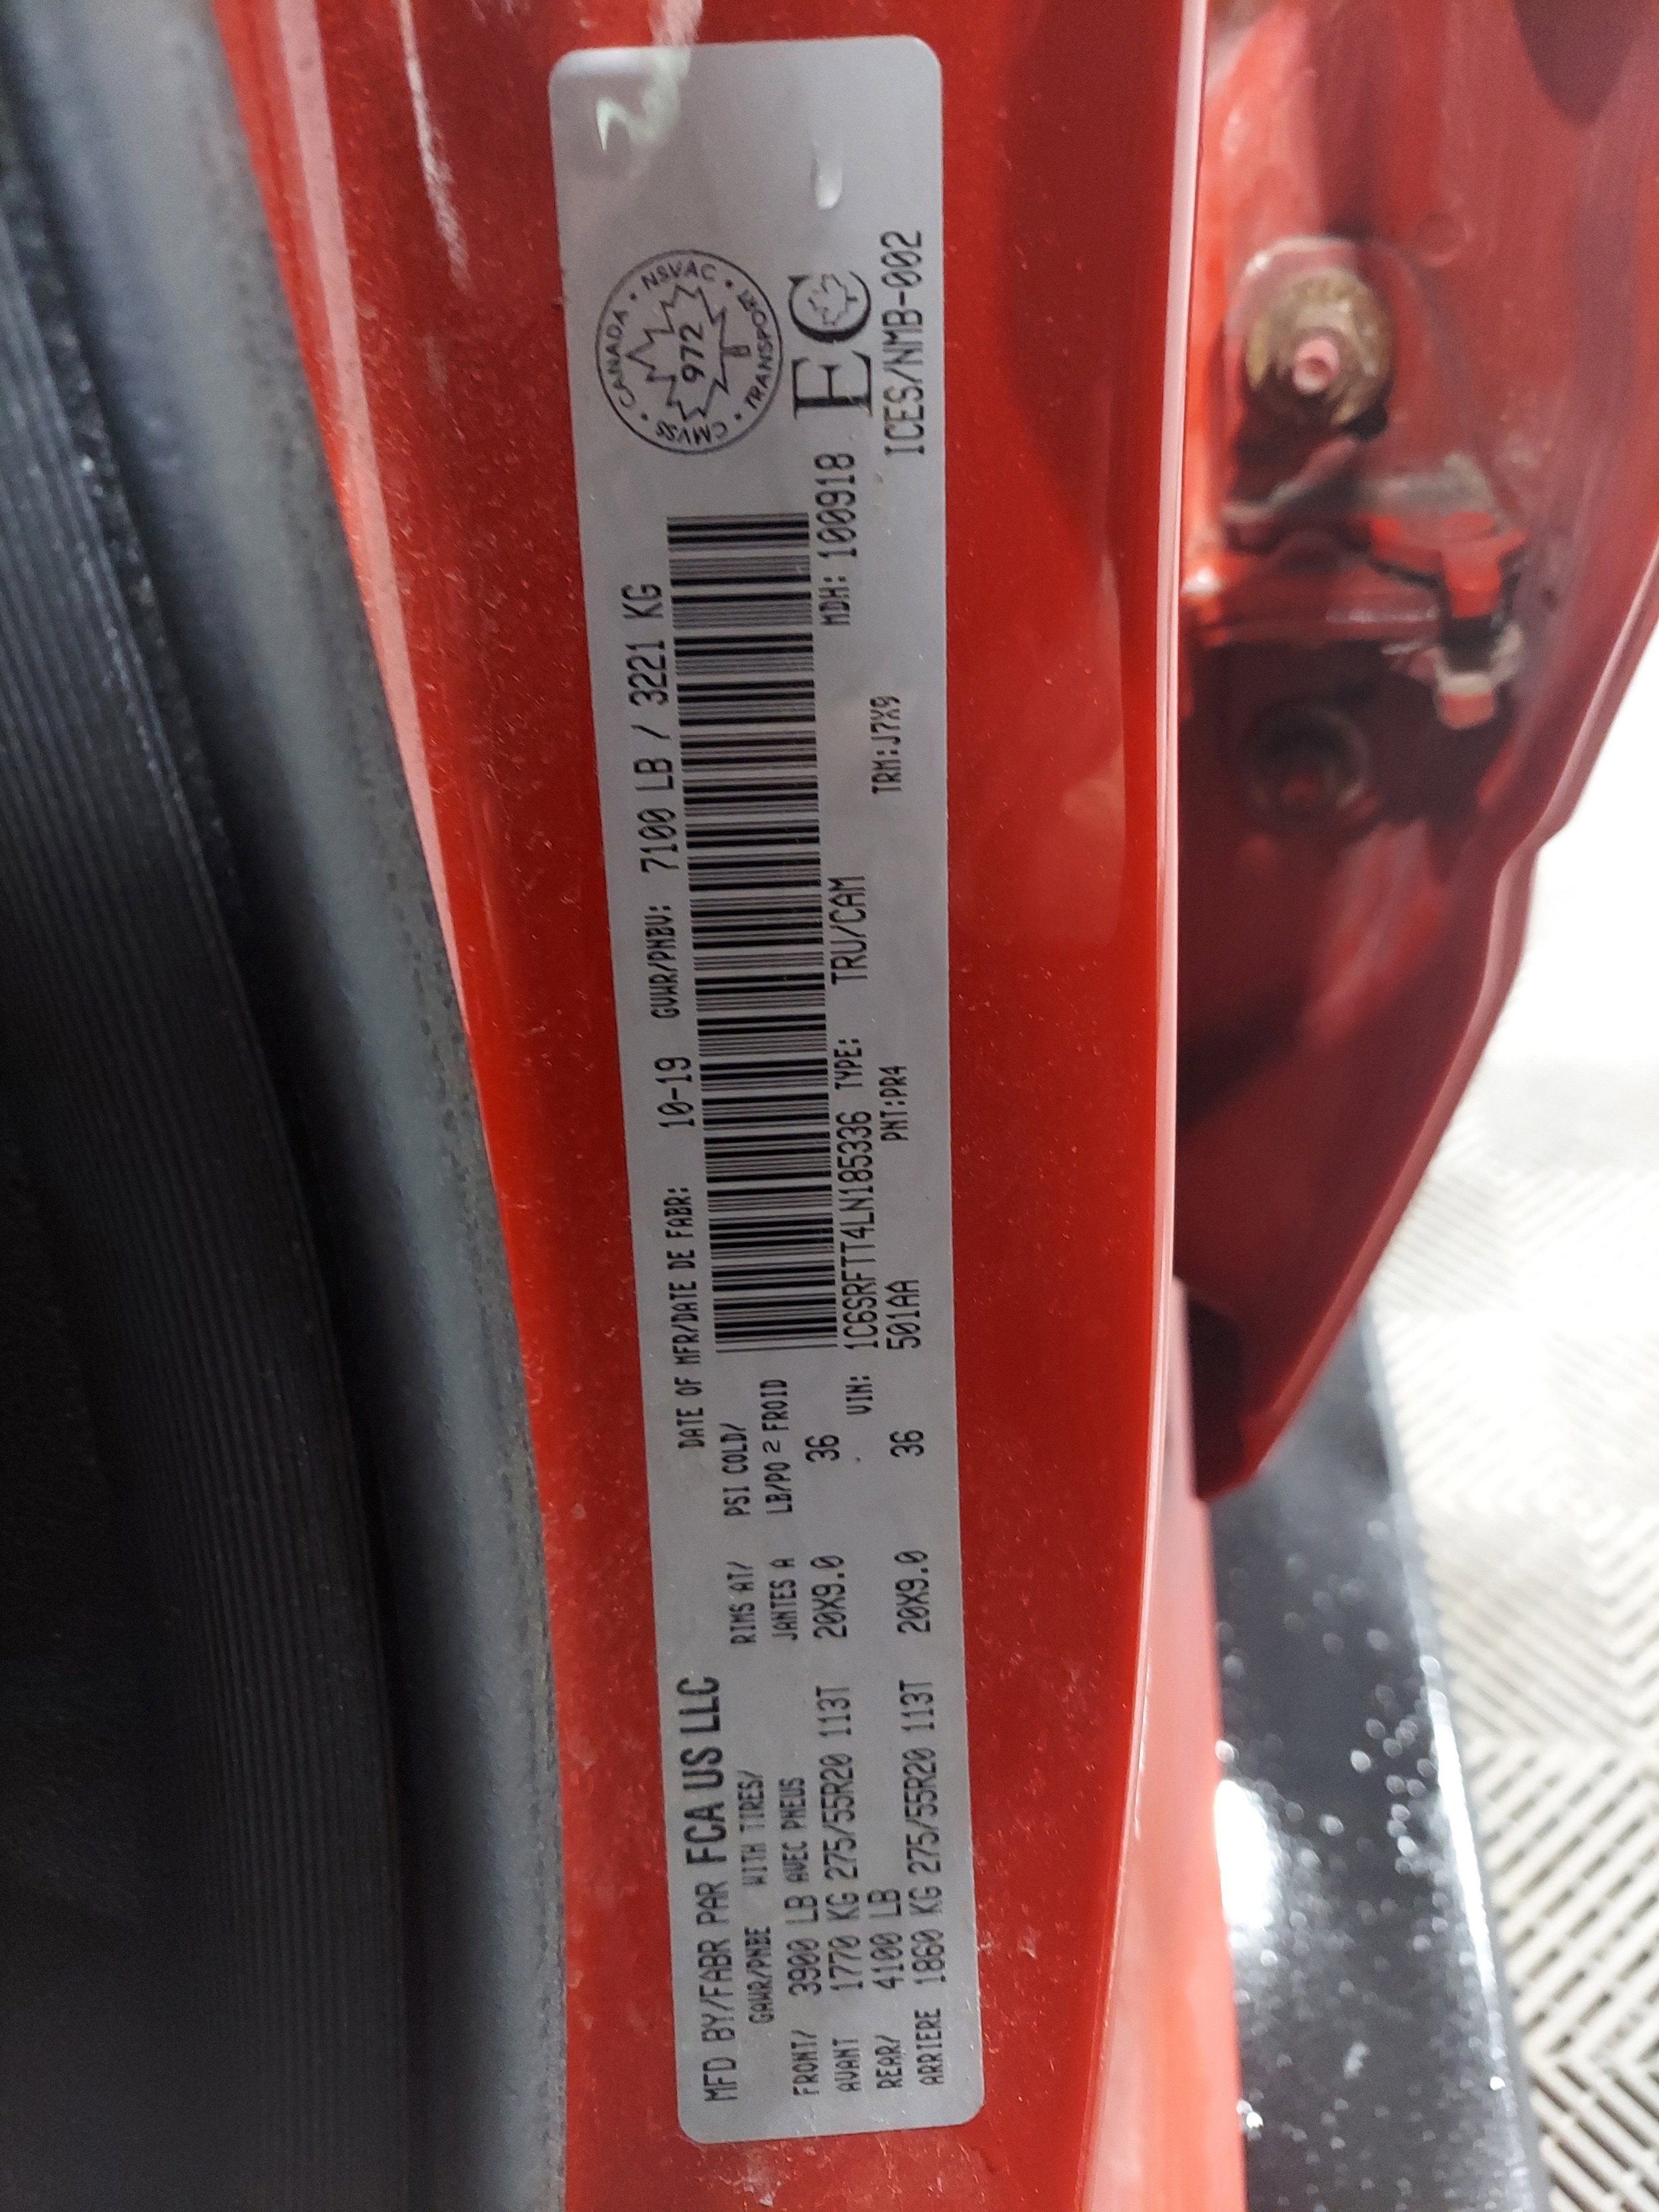 MFD BY/FABR PAR FCA US LLC
DATE OF MFR/DATE DE FABR: 10-19 GVWR/PNBV: 7100 LB / 3221 KG
GAWR/PNBE WITH TIRES/ RIMS AT/ PSI COLD/
FRONT/ 3900 LB AVEC PNEUS JANTES A LB/PO 2 FROID
AVANT 1770 KG 275/55R20 113T 20X9.0 36
REAR/ 4100 LB
ARRIERE 1860 KG 275/55R20 113T 20X9.0 36
VIN: 1C6SRFTT4LN185336 TYPE: TRU/CAM MDH: 100918
501AA PNT:PR4 TRM:J7X9
CANADA • NSVAC • TRANSPORT • CMVSS •
972
EC
ICES/NMB-002